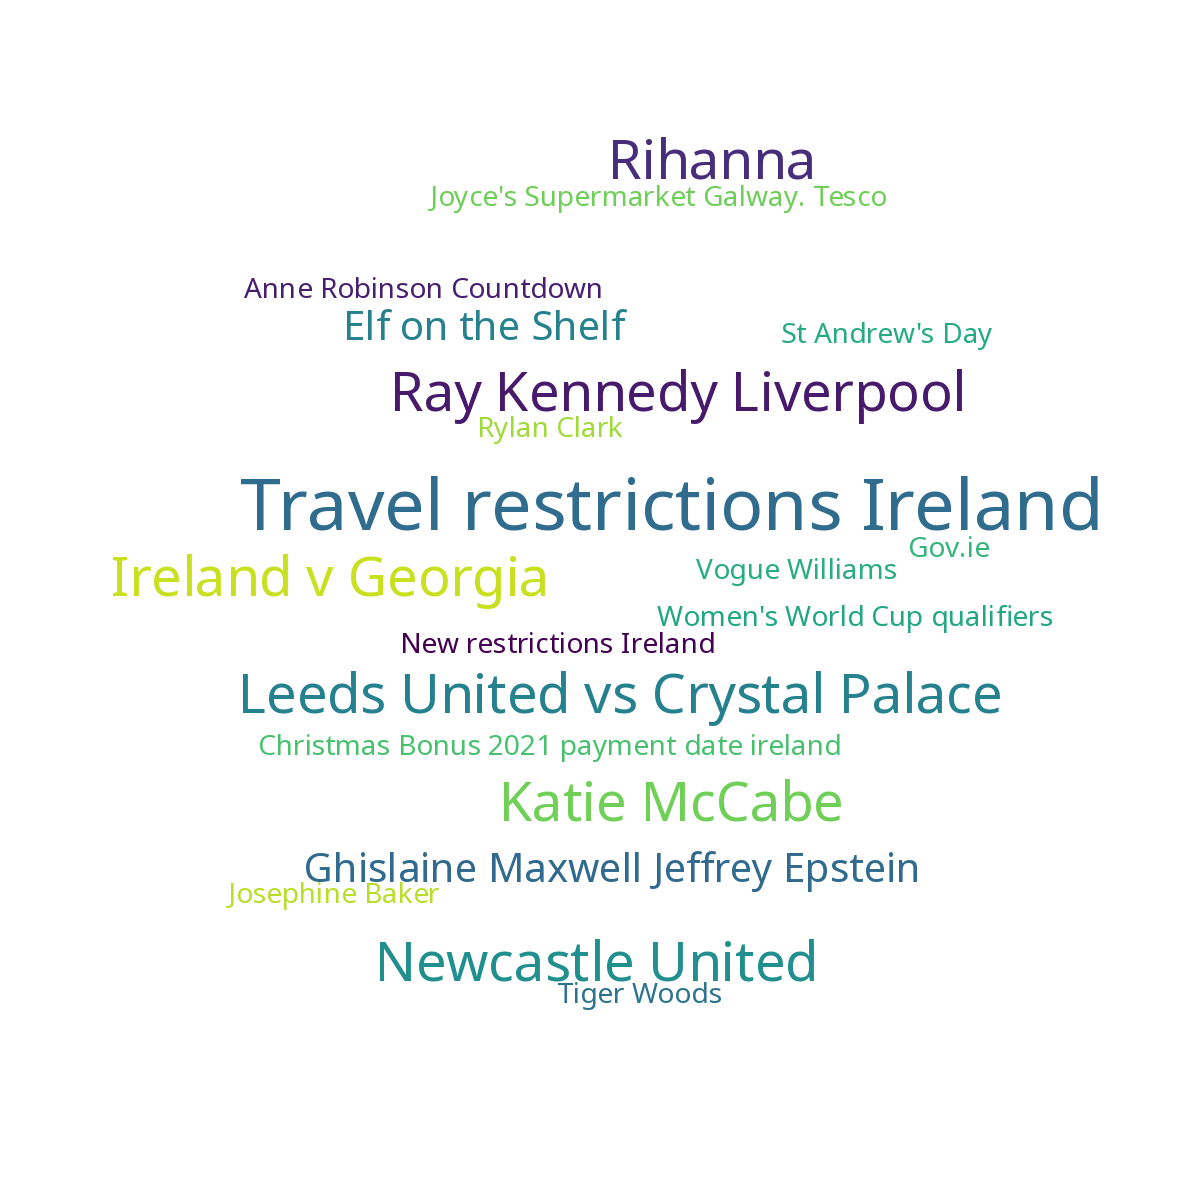 Rihanna
Joyce's Supermarket Galway. Tesco
Anne Robinson Countdown
Elf on the Shelf
St Andrew's Day
Ray Kennedy Liverpool
Rylan Clark
Travel restrictions Ireland
Gov.ie
Ireland v Georgia
Vogue Williams
Women's World Cup qualifiers
New restrictions Ireland
Leeds United vs Crystal Palace
Christmas Bonus 2021 payment date ireland
Katie McCabe
Ghislaine Maxwell Jeffrey Epstein
Josephine Baker
Newcastle United
Tiger Woods